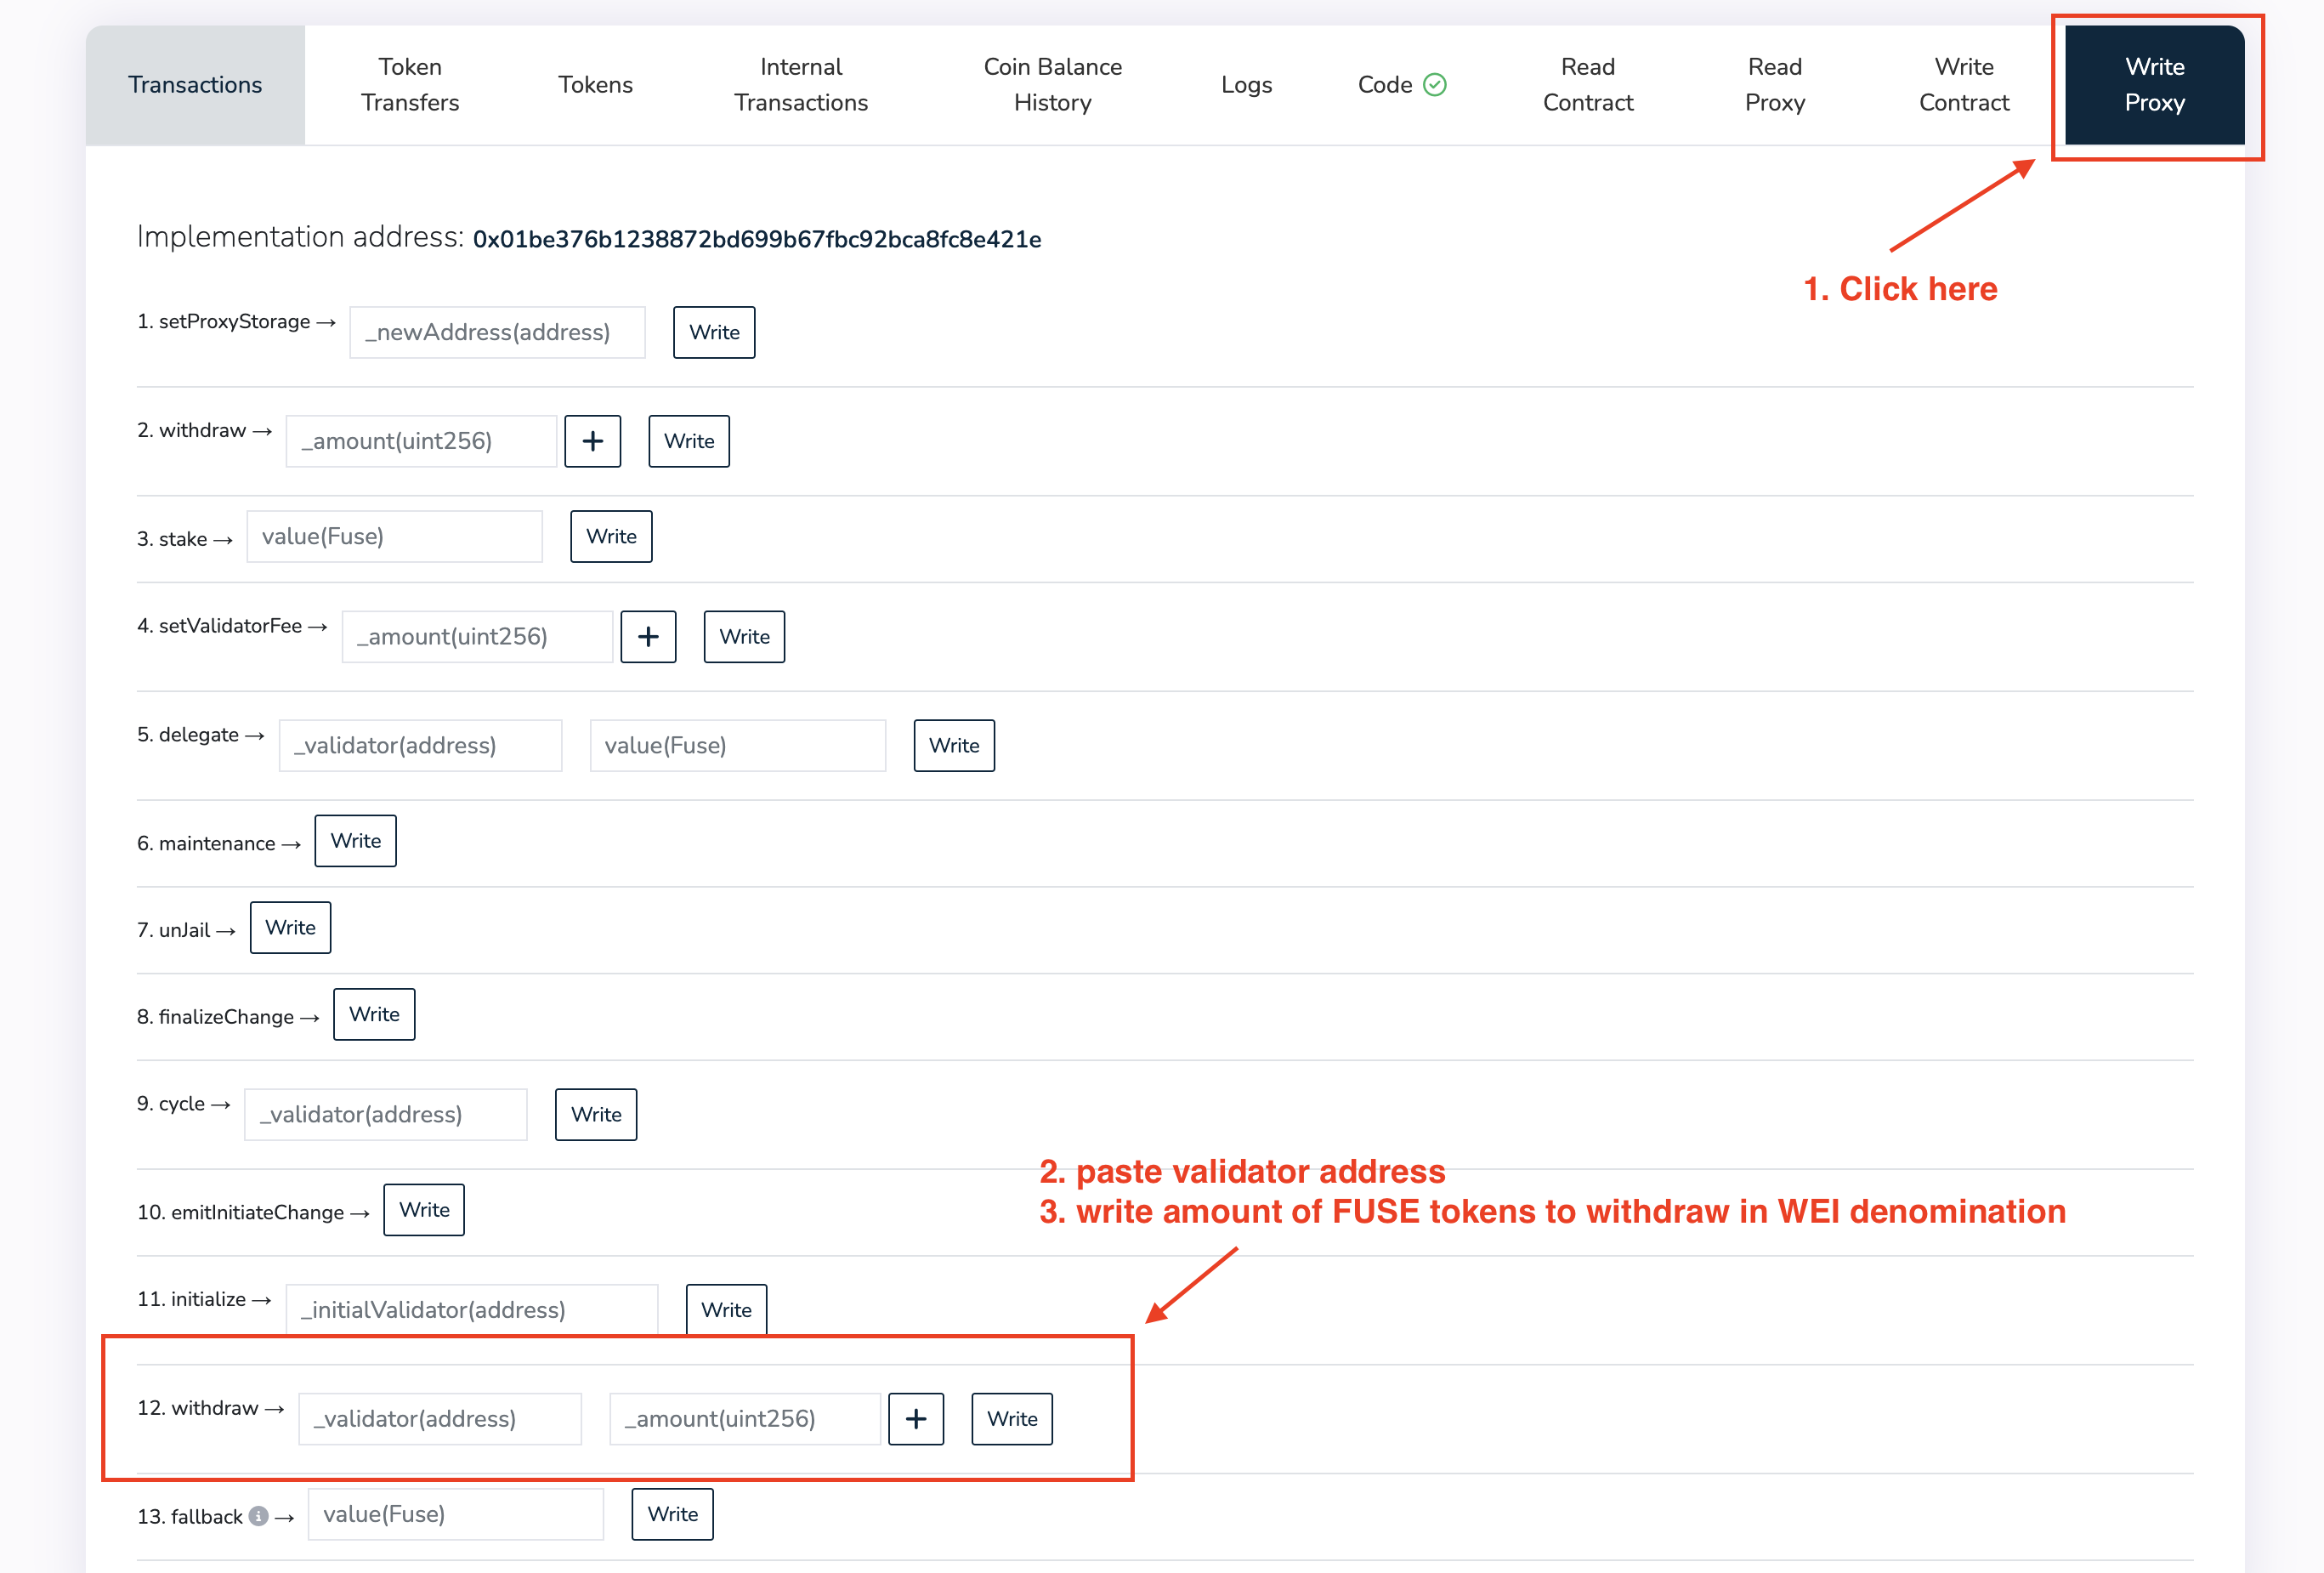 Transactions
Token Transfers
Tokens
Internal Transactions
Coin Balance History
Logs
Code
Read Contract
Read Proxy
Write Contract
Write Proxy
1. Click here
Implementation address: 0x01be376b1238872bd699b67fbc92bca8fc8e421e
1. setProxyStorage → _newAddress(address) Write
2. withdraw → _amount(uint256) + Write
3. stake → value(Fuse) Write
4. setValidatorFee → _amount(uint256) + Write
5. delegate → _validator(address) value(Fuse) Write
6. maintenance → Write
7. unJail → Write
8. finalizeChange → Write
9. cycle → _validator(address) Write
2. paste validator address
3. write amount of FUSE tokens to withdraw in WEI denomination
10. emitInitiateChange → Write
11. initialize → _initialValidator(address) Write
12. withdraw → _validator(address) _amount(uint256) + Write
13. fallback i → value(Fuse) Write